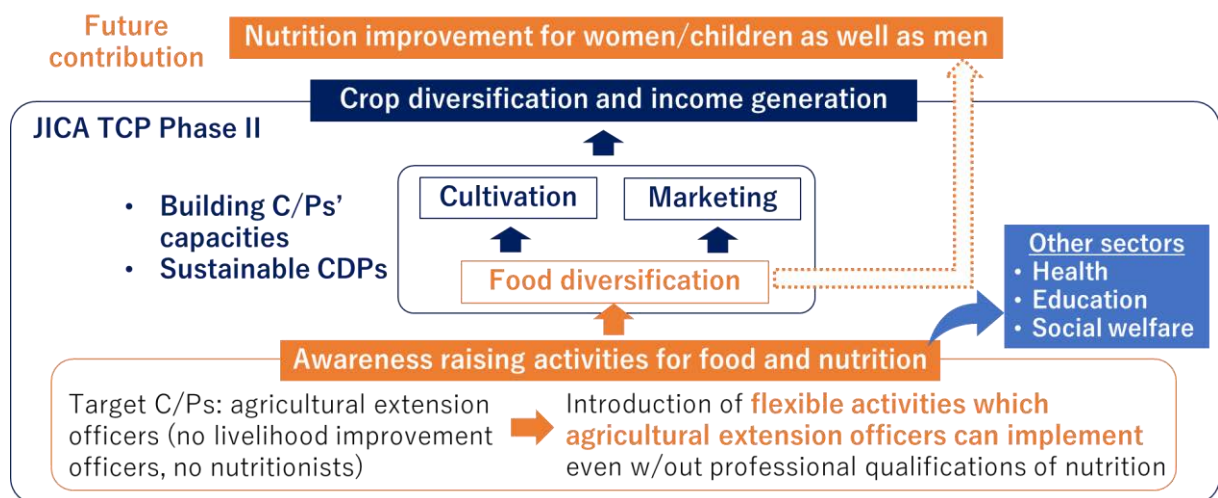 Future
contribution
Nutrition improvement for women/children as well as men
Crop diversification and income generation
JICA TCP Phase II
• Building C/Ps'
capacities
• Sustainable CDPs
Cultivation
Marketing
Food diversification
Other sectors
• Health
• Education
• Social welfare
Awareness raising activities for food and nutrition
Target C/Ps: agricultural extension
officers (no livelihood improvement
officers, no nutritionists)
Introduction of flexible activities which
agricultural extension officers can implement
even w/out professional qualifications of nutrition